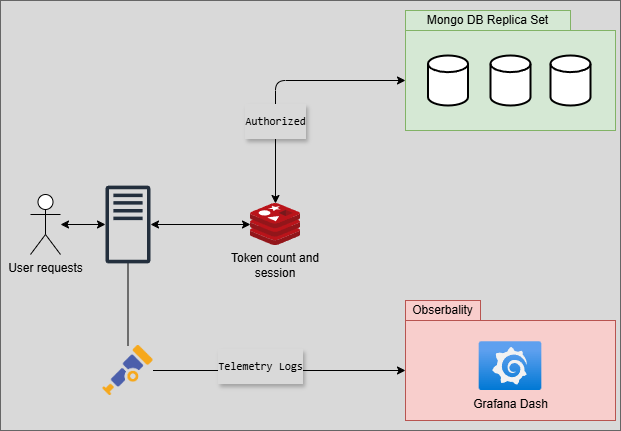 Mongo DB Replica Set
Authorized
User requests
Token count and
session
Obserbality
Telemetry Logs
Grafana Dash